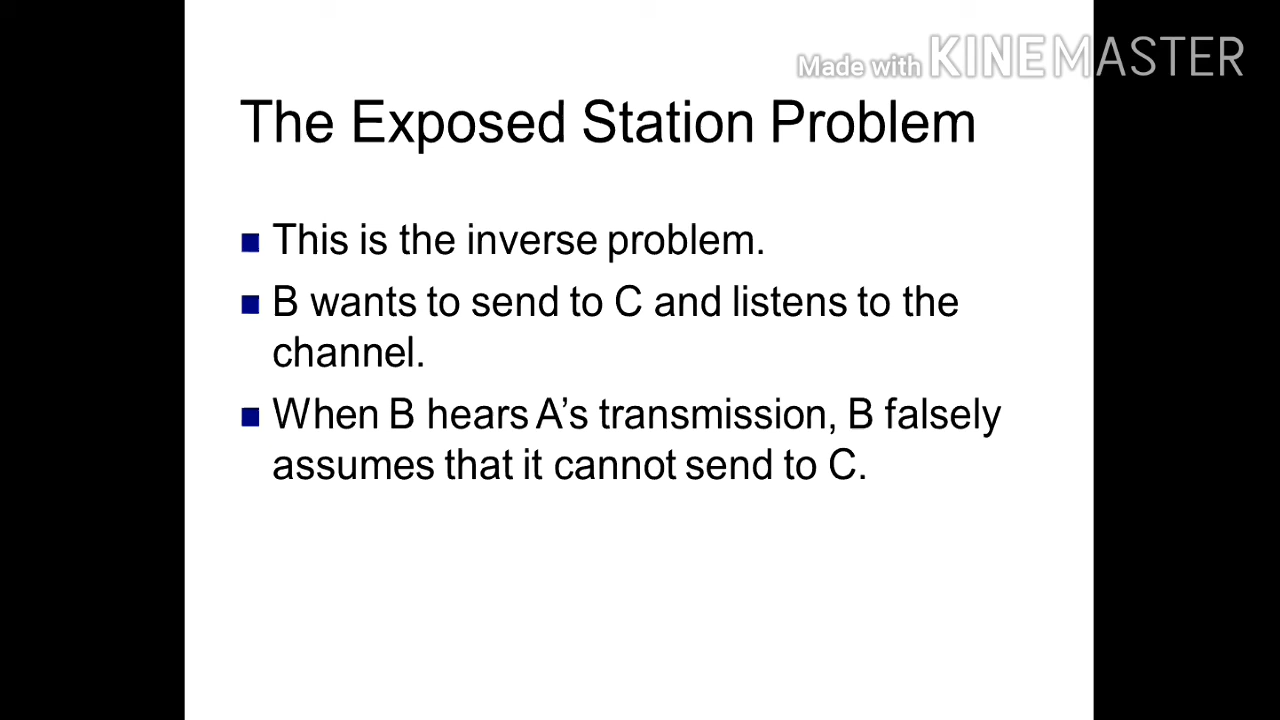 Made with KINEMASTER
The Exposed Station Problem
This is the inverse problem.
B wants to send to C and listens to the
channel.
When B hears A’s transmission, B falsely
assumes that it cannot send to C.